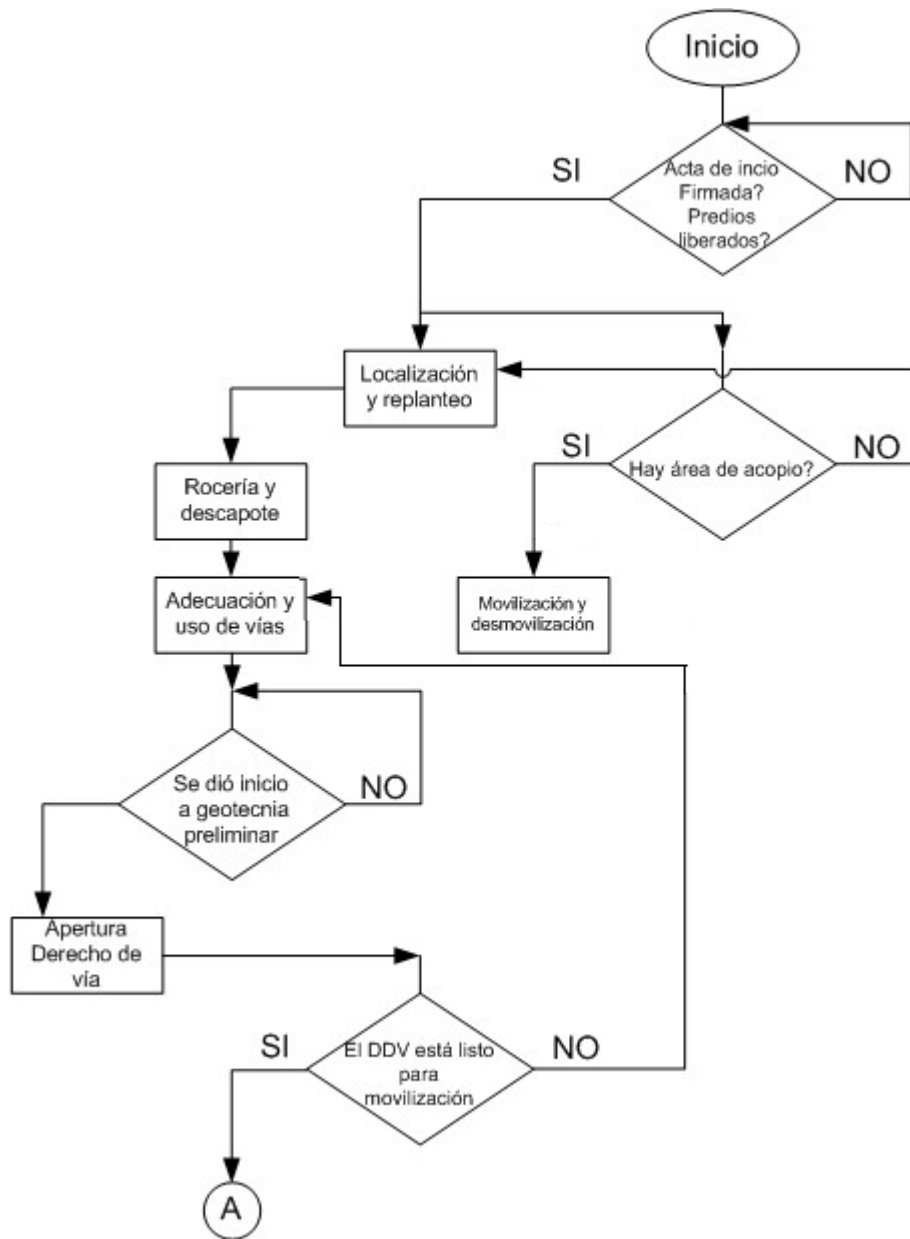 Inicio
SI
Acta de incio
Firmada?
Predios
liberados?
NO
Localización
y replanteo
SI
Hay área de acopio?
NO
Rocería y
descapote
Adecuación y
uso de vías
Movilización y
desmovilización
Se dió inicio
a geotecnia
preliminar
NO
Apertura
Derecho de
vía
SI
El DDV está listo
para
movilización
NO
A